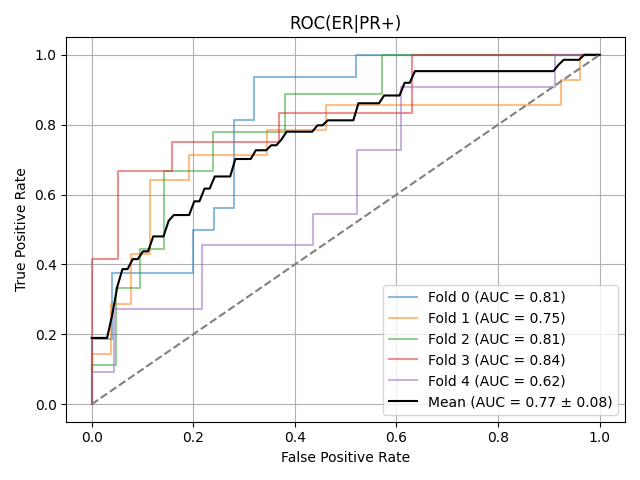 ROC(ER|PR+)
True Positive Rate
1.0
0.8
0.6
0.4
0.2
0.0
Fold 0 (AUC = 0.81)
Fold 1 (AUC = 0.75)
Fold 2 (AUC = 0.81)
Fold 3 (AUC = 0.84)
Fold 4 (AUC = 0.62)
Mean (AUC = 0.77 ± 0.08)
0.0 0.2 0.4 0.6 0.8 1.0
False Positive Rate